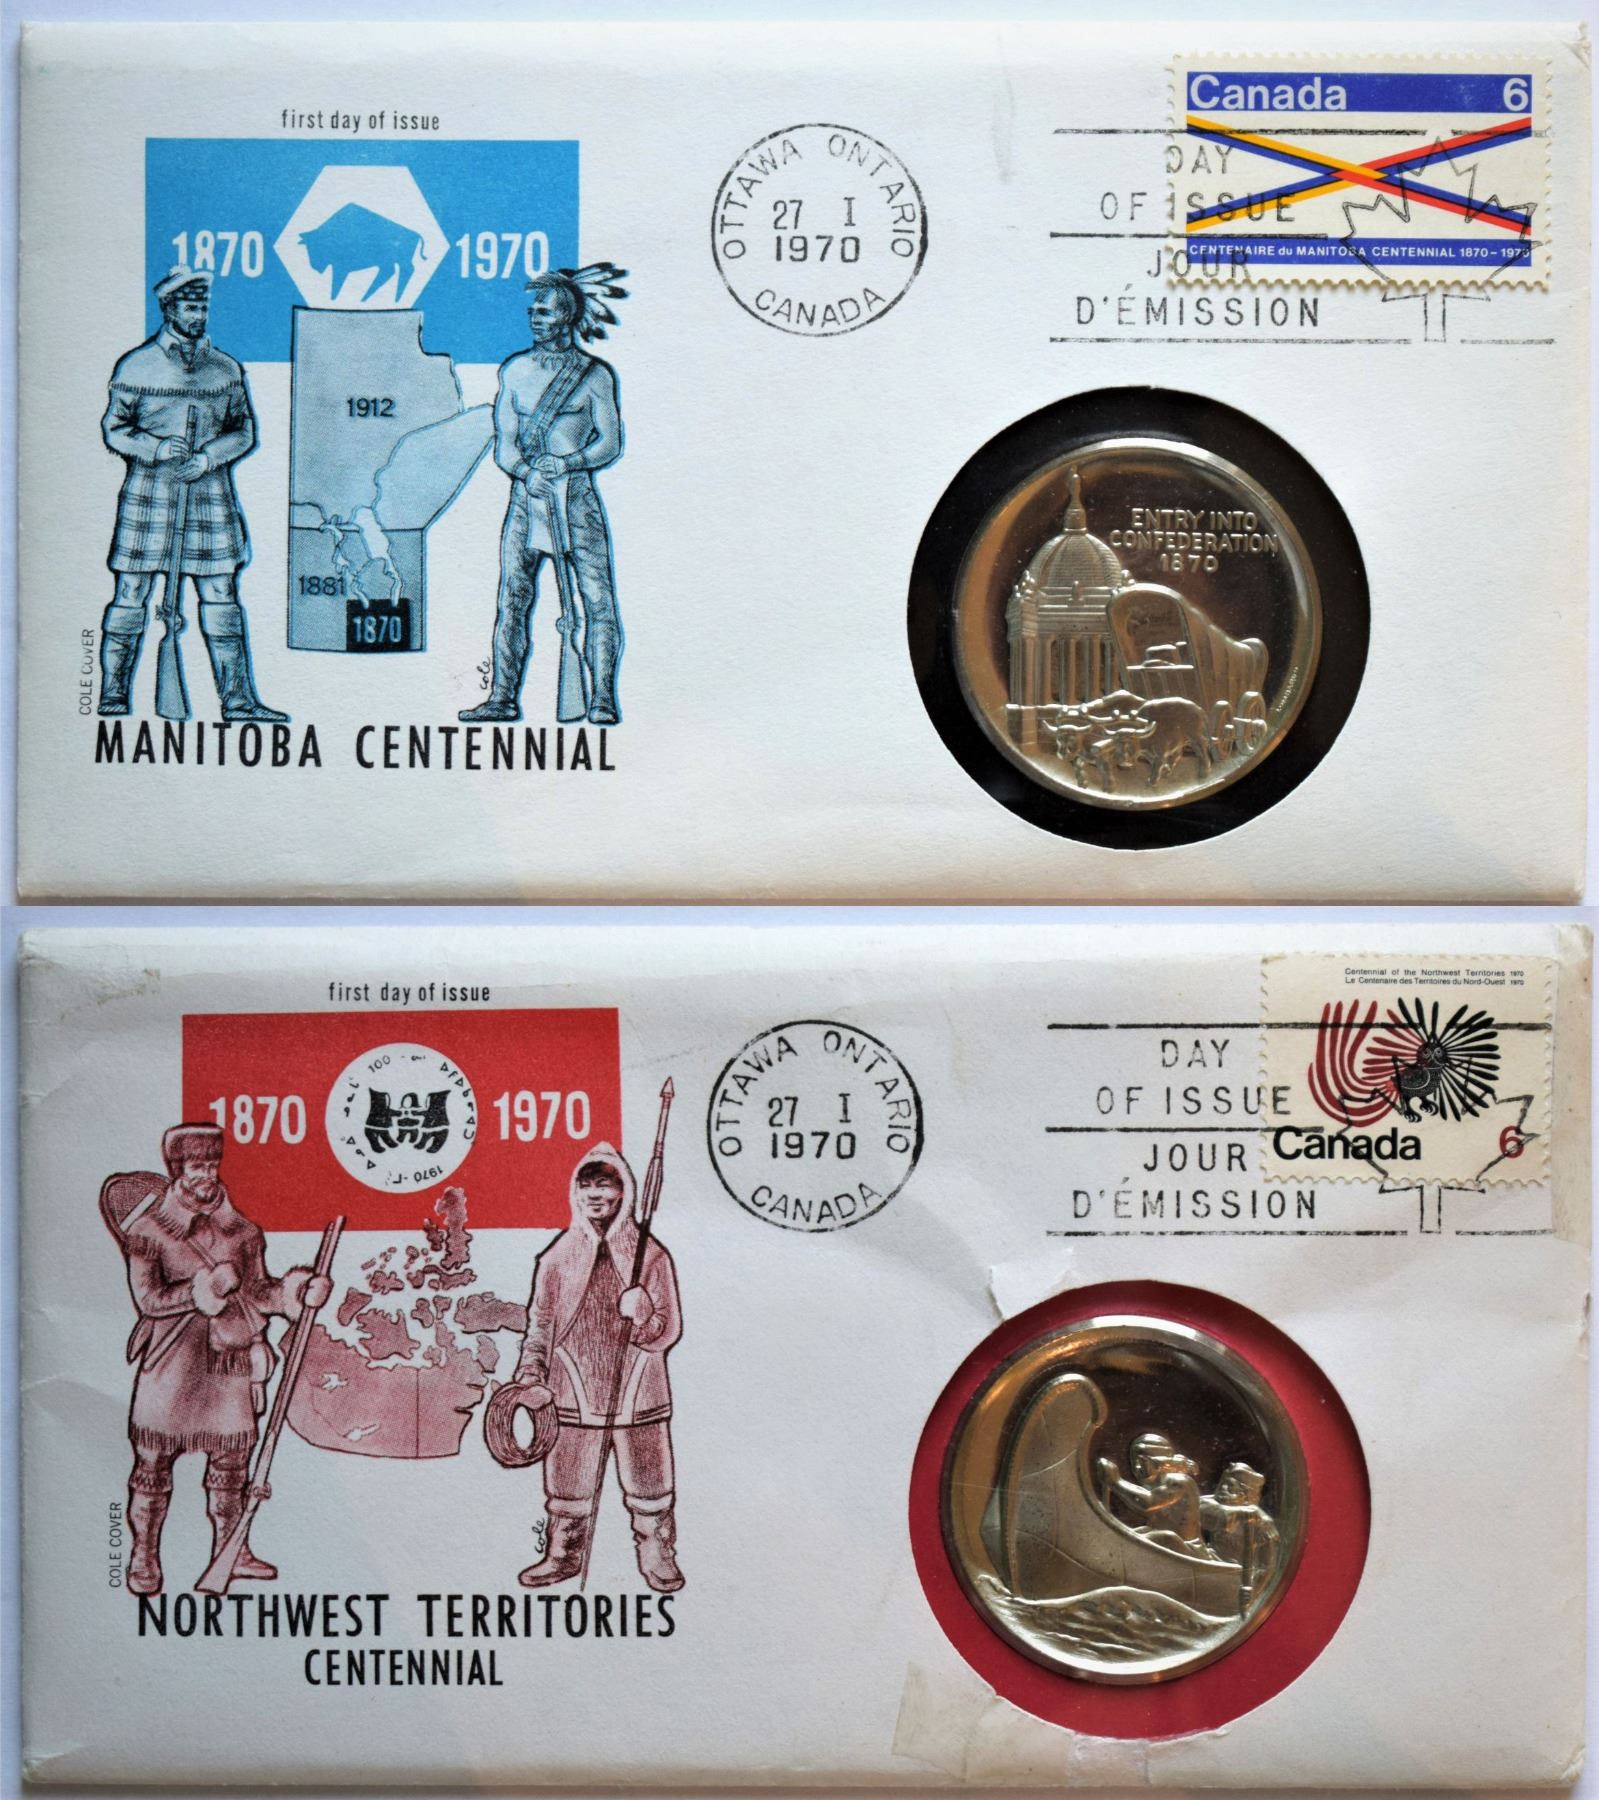 first day of issue
1870 1970
1912
1881
1870
COLE COVER
cole
MANITOBA CENTENNIAL
OTTAWA ONTARIO
27 I
1970
CANADA
DAY
OF ISSUE
JOUR
D'ÉMISSION
Canada 6
CENTENAIRE du MANITOBA CENTENNIAL 1870-1970
ENTRY INTO
CONFEDERATION
1870
first day of issue
1870 1970
100
1970
COLE COVER
cole
NORTHWEST TERRITORIES
CENTENNIAL
OTTAWA ONTARIO
27 I
1970
CANADA
DAY
OF ISSUE
JOUR
D'ÉMISSION
Centennial of the Northwest Territories 1970
Le Centenaire des Territoires du Nord-Ouest 1970
Canada 6